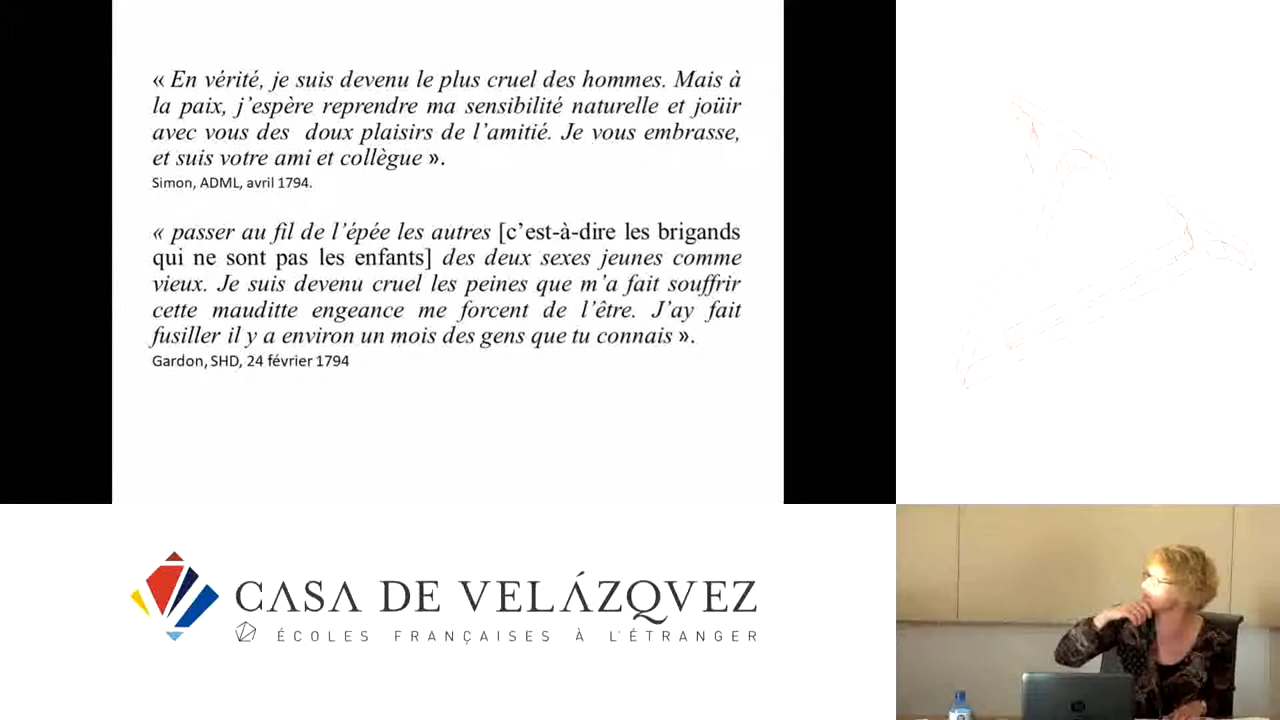 « En vérité, je suis devenu le plus cruel des hommes. Mais à
la paix, j’espère reprendre ma sensibilité naturelle et joüir
avec vous des doux plaisirs de l’amitié. Je vous embrasse,
et suis votre ami et collègue ».
Simon, ADML, avril 1794.
« passer au fil de l’épée les autres [c’est-à-dire les brigands
qui ne sont pas les enfants] des deux sexes jeunes comme
vieux. Je suis devenu cruel les peines que m’a fait souffrir
cette mauditte engeance me forcent de l’être. J’ay fait
fusiller il y a environ un mois des gens que tu connais ».
Gardon, SHD, 24 février 1794
CASA DE VELÁZQVEZ
ÉCOLES FRANÇAISES À L'ÉTRANGER